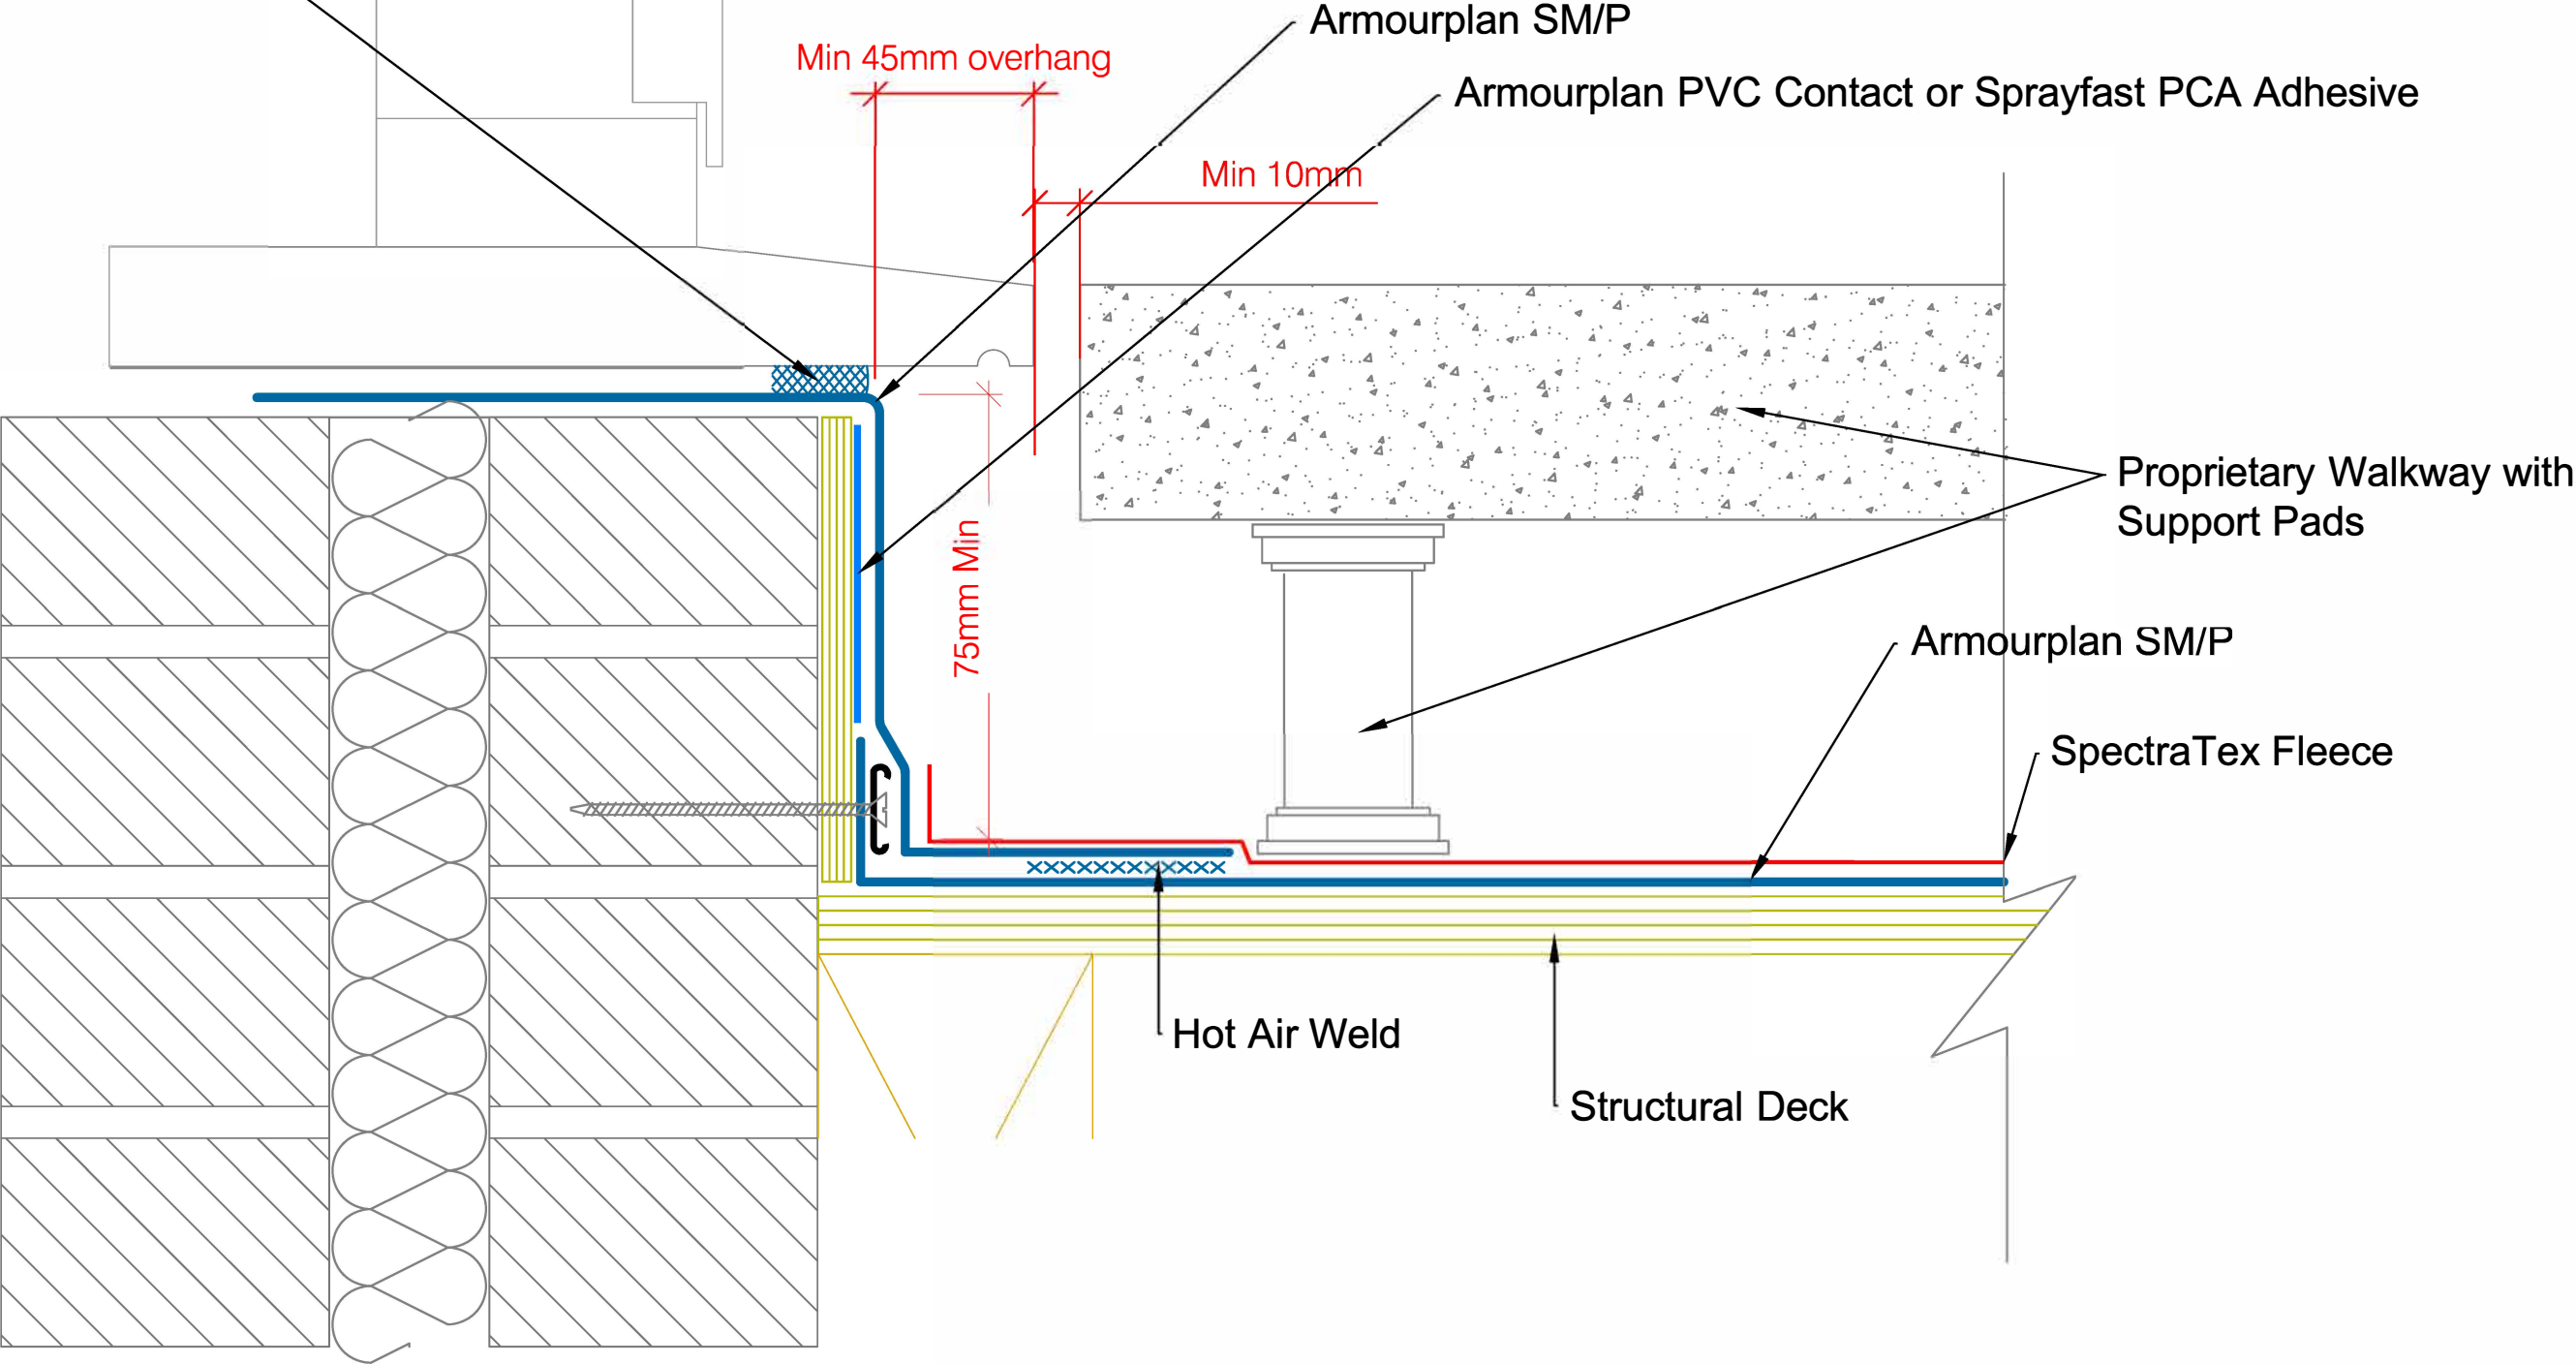 Armourplan SM/P
Min 45mm overhang
Armourplan PVC Contact or Sprayfast PCA Adhesive
Min 10mm
Proprietary Walkway with
Support Pads
75mm Min
Armourplan SM/P
SpectraTex Fleece
Hot Air Weld
Structural Deck